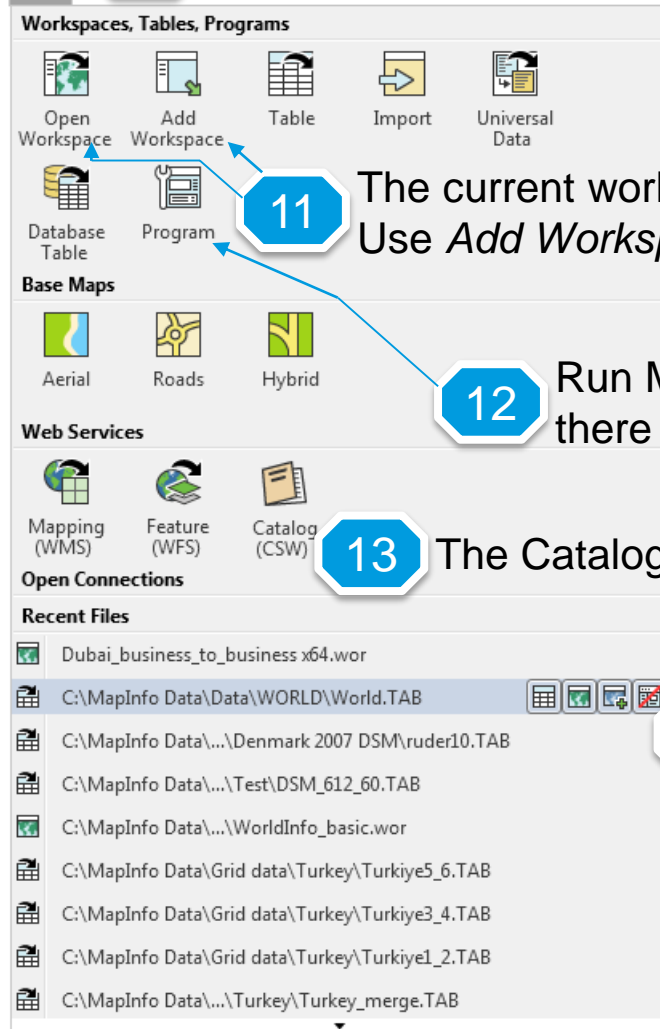 Workspaces, Tables, Programs
Open Workspace
Add Workspace
Table
Import
Universal Data
11
The current
Use Add
Database Table
Program
Base Maps
Aerial
Roads
Hybrid
12
Run
there
Web Services
Mapping (WMS)
Feature (WFS)
Catalog (CSW)
13
The Catalog
Open Connections
Recent Files
Dubai_business_to_business x64.wor
C:\MapInfo Data\Data\WORLD\World.TAB
C:\MapInfo Data\...\Denmark 2007 DSM\ruder10.TAB
C:\MapInfo Data\...\Test\DSM_612_60.TAB
C:\MapInfo Data\...\WorldInfo_basic.wor
C:\MapInfo Data\Grid data\Turkey\Turkiye5_6.TAB
C:\MapInfo Data\Grid data\Turkey\Turkiye3_4.TAB
C:\MapInfo Data\Grid data\Turkey\Turkiye1_2.TAB
C:\MapInfo Data\...\Turkey\Turkey_merge.TAB